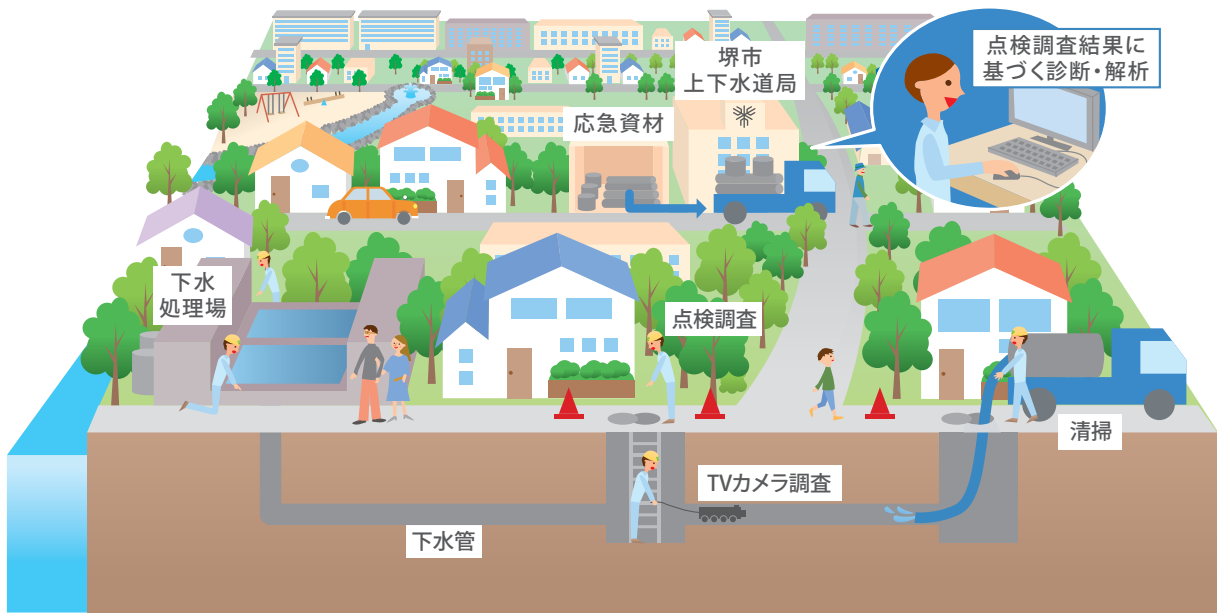 点検調査結果に
基づく診断・解析
堺市
上下水道局
応急資材
下水
処理場
点検調査
清掃
TVカメラ調査
下水管